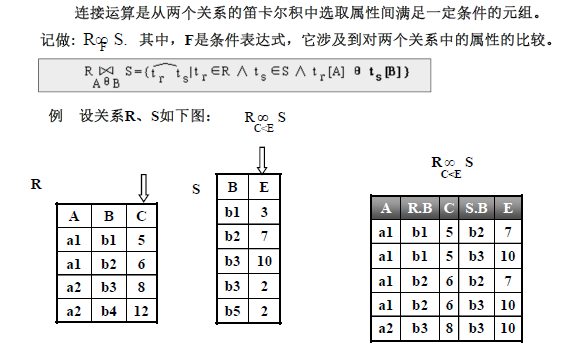 连接运算是从两个关系的笛卡尔积中选取属性间满足一定条件的元组。
记做: R∞S. 其中，F是条件表达式，它涉及到对两个关系中的属性的比较。
F
R ⋈ S={t_r t_s|t_r∈R ∧ t_s∈S ∧ t_r[A] θ t_s[B]}
AθB
例 设关系R、S如下图: R∞ S
C<E
R∞ S
C<E
R
A B C
a1 b1 5
a1 b2 6
a2 b3 8
a2 b4 12
S
B E
b1 3
b2 7
b3 10
b3 2
b5 2
A R.B C S.B E
a1 b1 5 b2 7
a1 b1 5 b3 10
a1 b2 6 b2 7
a1 b2 6 b3 10
a2 b3 8 b3 10